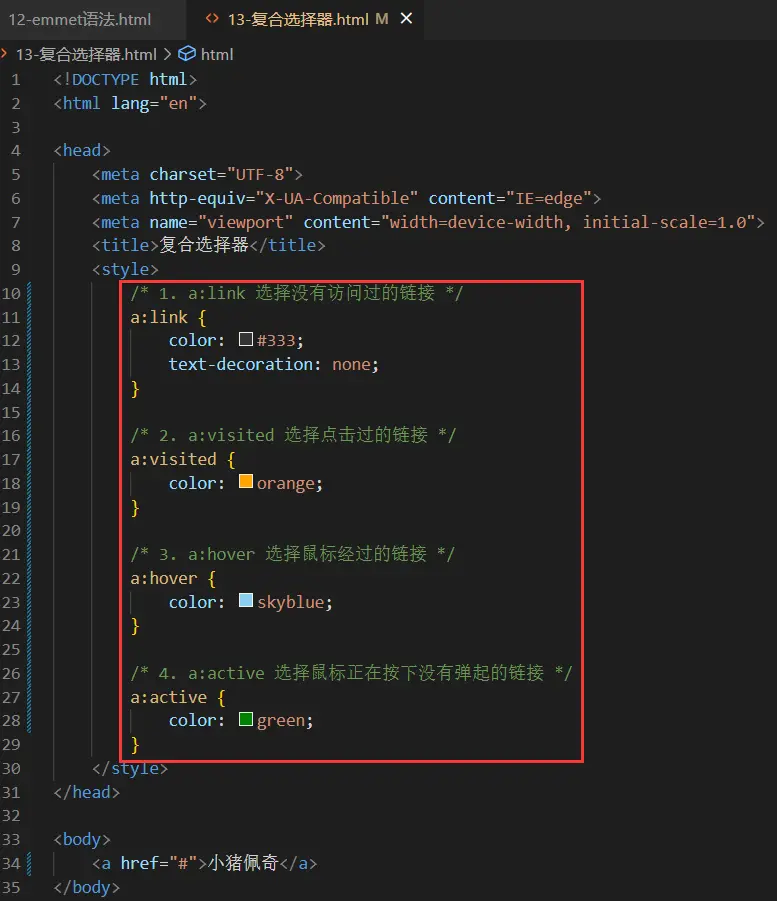 12-emmet语法.html
<> 13-复合选择器.html M ×
> 13-复合选择器.html > html
1 <!DOCTYPE html>
2 <html lang="en">
3
4 <head>
5     <meta charset="UTF-8">
6     <meta http-equiv="X-UA-Compatible" content="IE=edge">
7     <meta name="viewport" content="width=device-width, initial-scale=1.0">
8     <title>复合选择器</title>
9     <style>
10         /* 1. a:link 选择没有访问过的链接 */
11         a:link {
12             color: #333;
13             text-decoration: none;
14         }
15
16         /* 2. a:visited 选择点击过的链接 */
17         a:visited {
18             color: orange;
19         }
20
21         /* 3. a:hover 选择鼠标经过的链接 */
22         a:hover {
23             color: skyblue;
24         }
25
26         /* 4. a:active 选择鼠标正在按下没有弹起的链接 */
27         a:active {
28             color: green;
29         }
30     </style>
31 </head>
32
33 <body>
34     <a href="#">小猪佩奇</a>
35 </body>